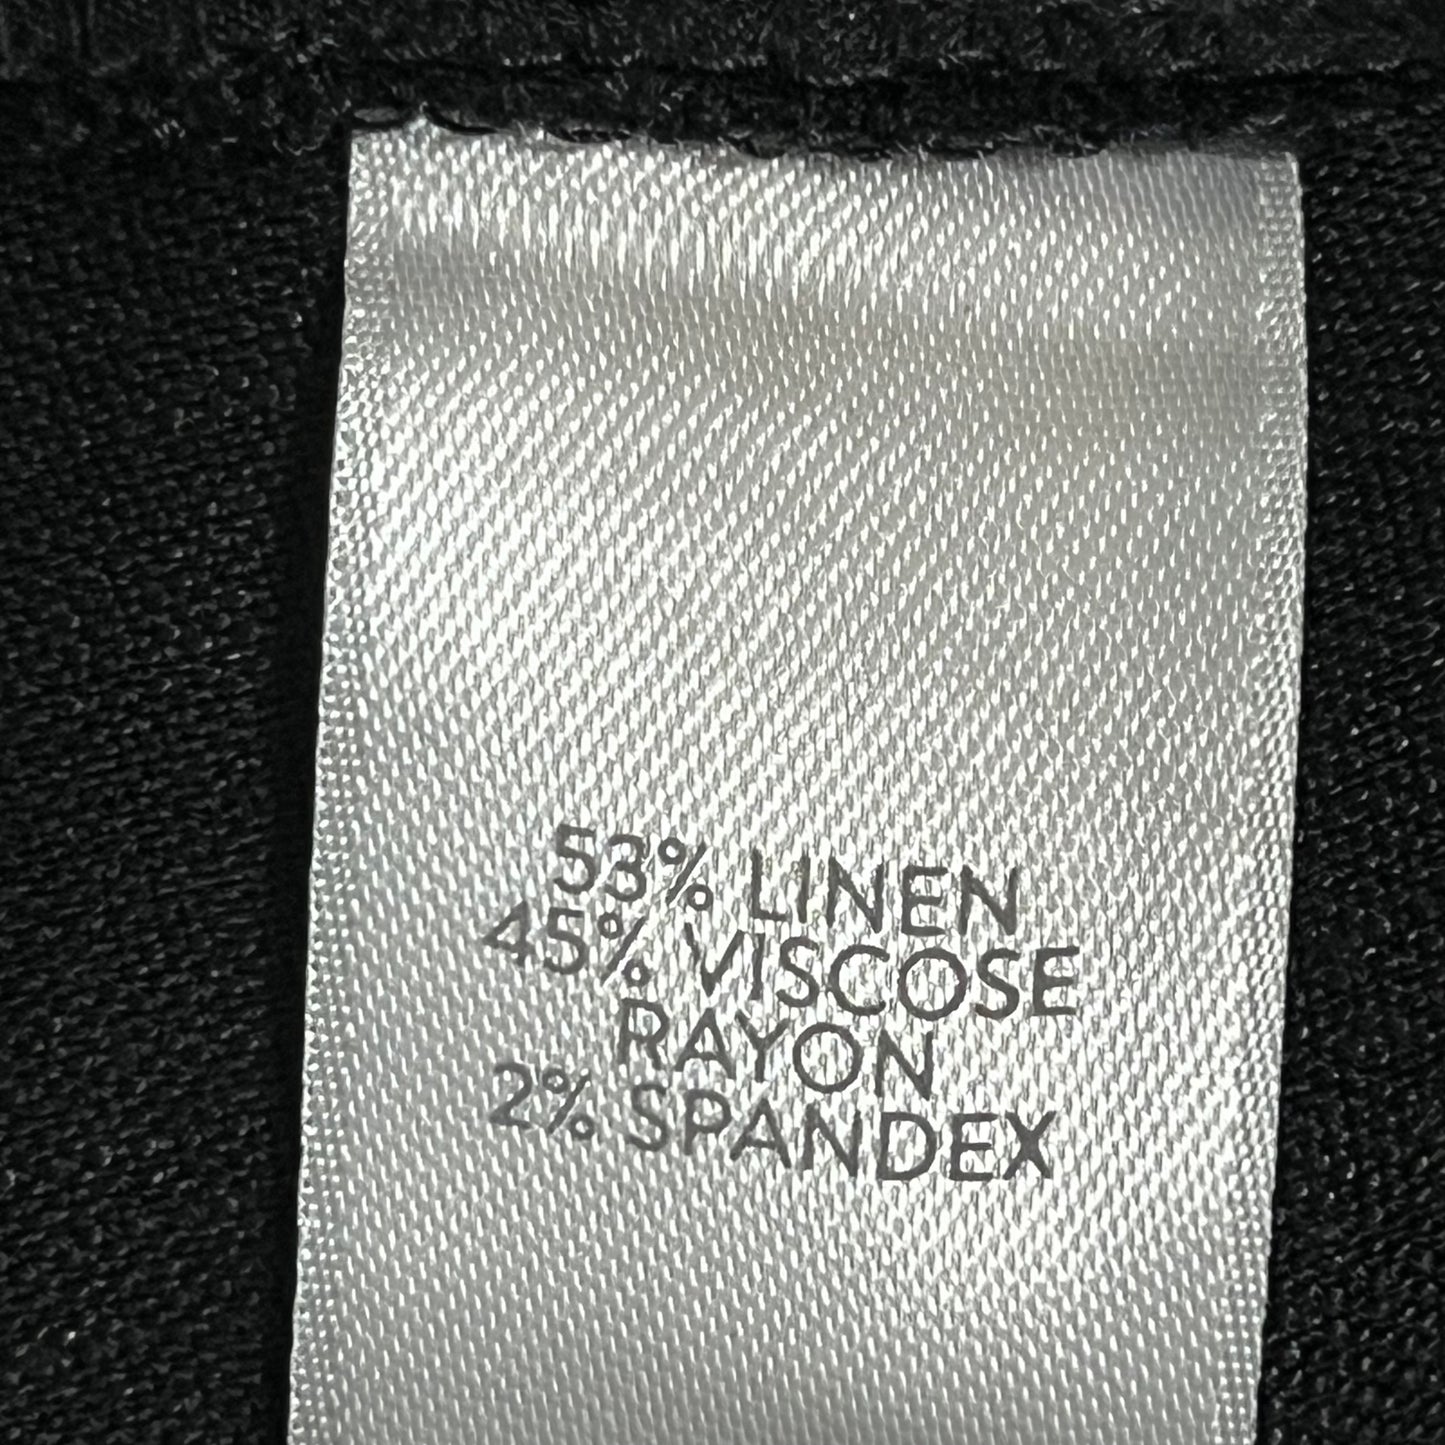 53% LINEN
45% VISCOSE
RAYON
2% SPANDEX